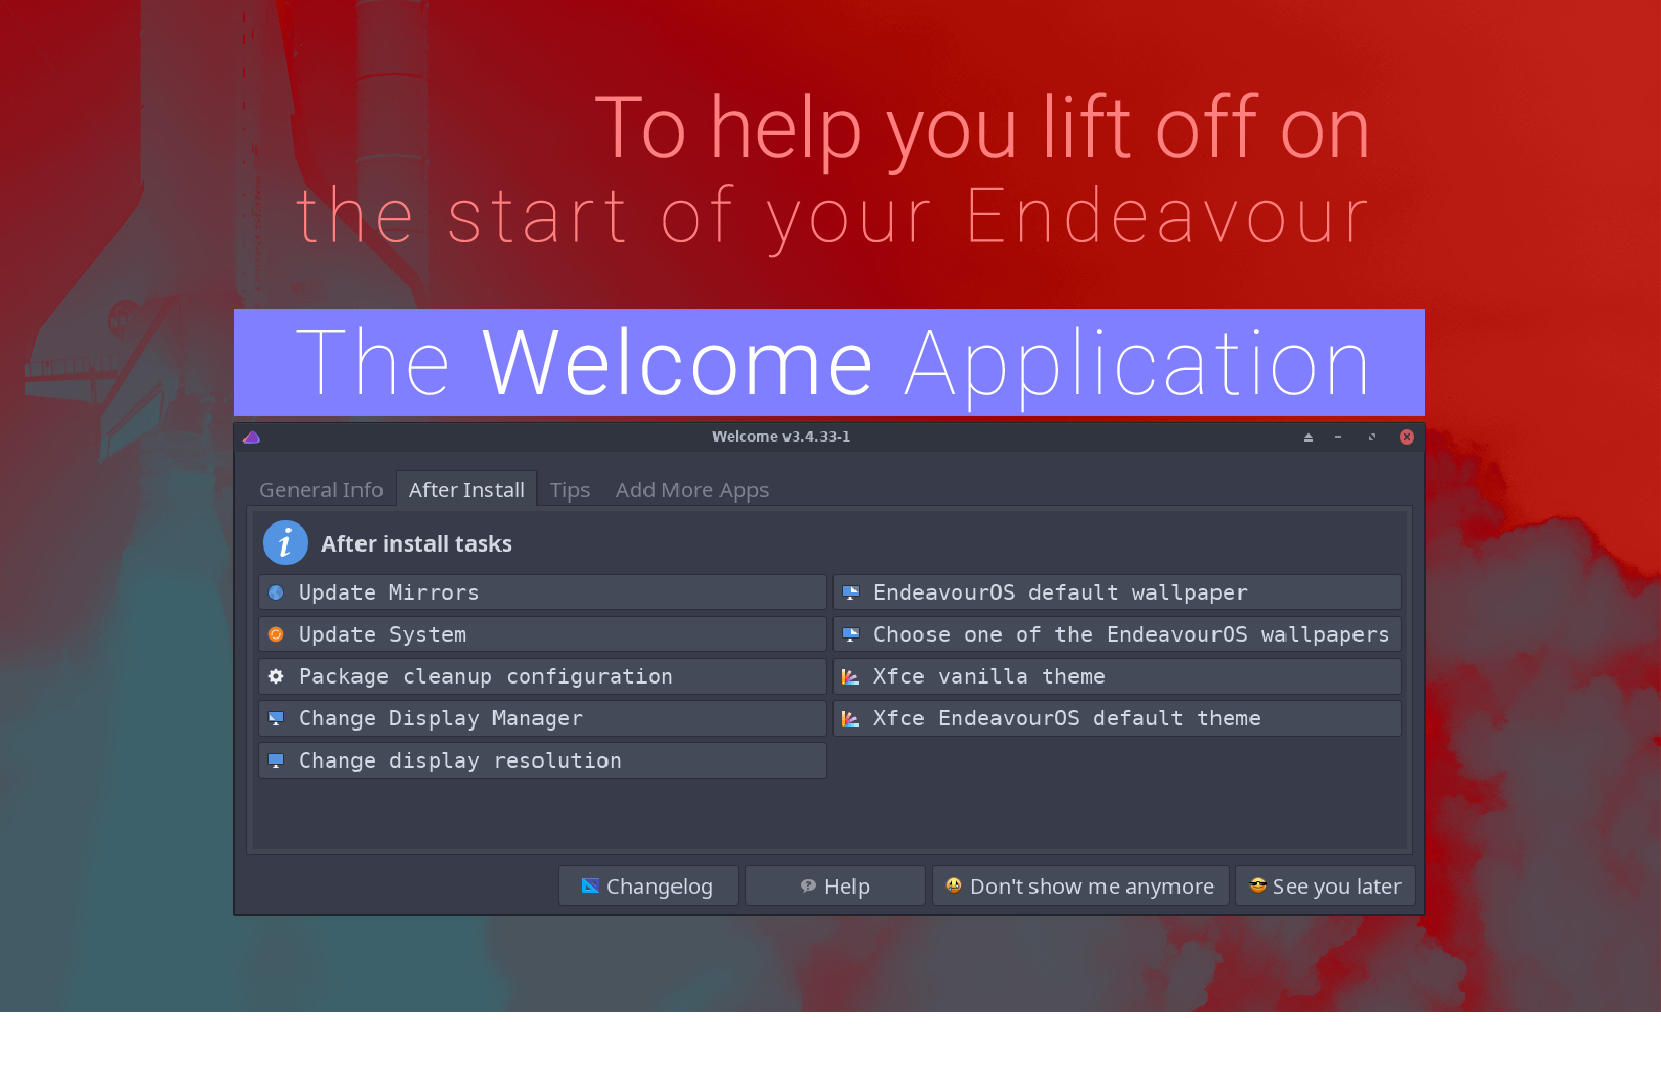 To help you lift off on
the start of your Endeavour
The Welcome Application
Welcome v3.4.33-1
General Info After Install Tips Add More Apps
After install tasks
Update Mirrors
EndeavourOS default wallpaper
Update System
Choose one of the EndeavourOS wallpapers
Package cleanup configuration
Xfce vanilla theme
Change Display Manager
Xfce EndeavourOS default theme
Change display resolution
Changelog Help Don't show me anymore See you later